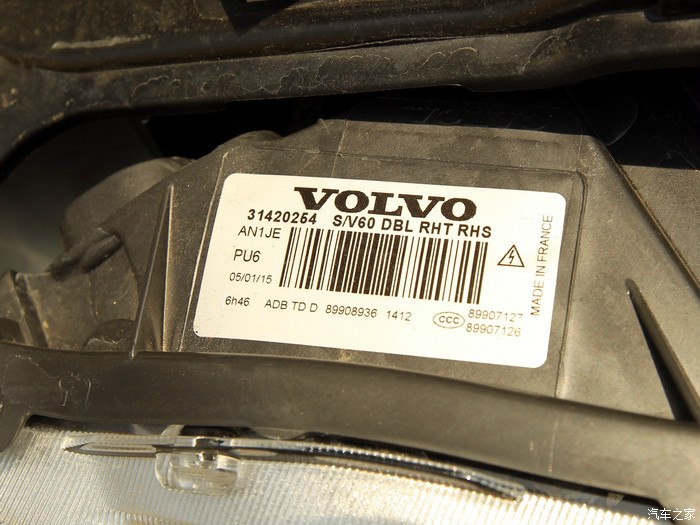 VOLVO
31420254 S/V60 DBL RHT RHS
AN1JE
PU6
05/01/15
6h46 ADB TD D 89908936 1412
CCC
89907127
89907126
MADE IN FRANCE
汽车之家